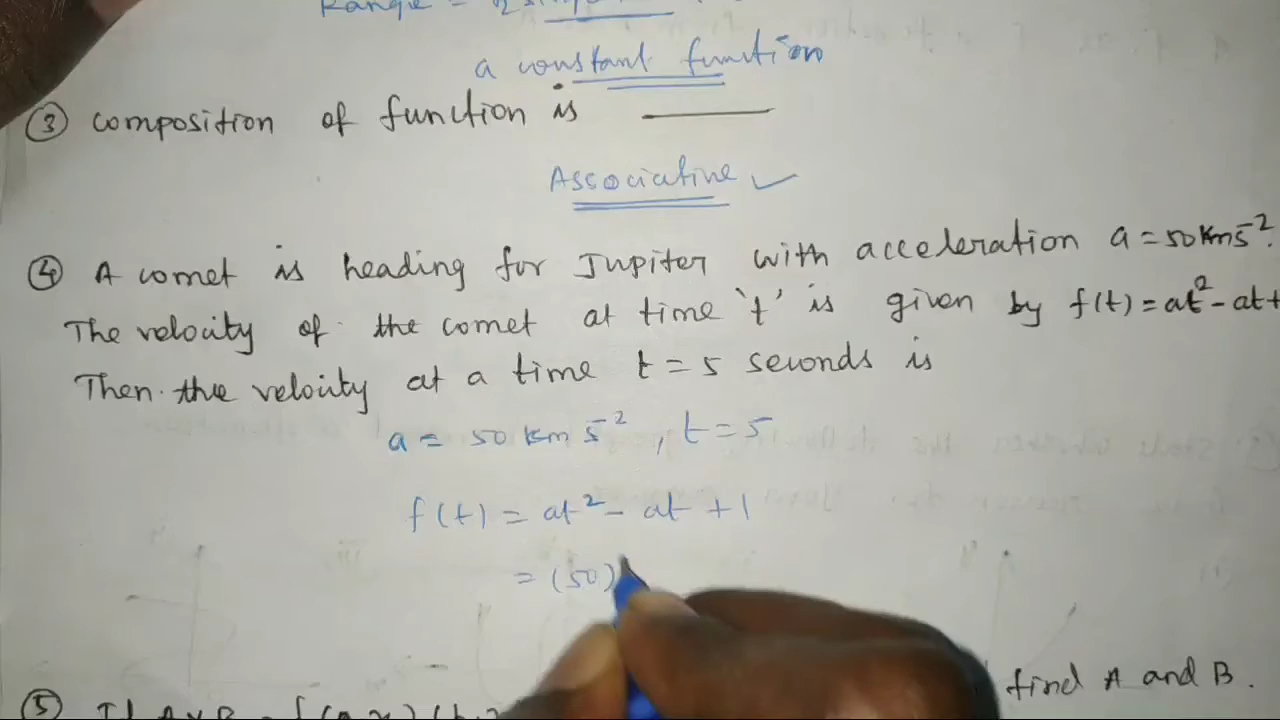 Range =
a constant function
③ composition of function is ———
Associative ✓
④ A comet is heading for Jupiter with acceleration a = 50 Km s⁻².
The velocity of the comet at time 't' is given by f(t) = at² - at +
Then the velocity at a time t = 5 seconds is
a = 50 Km s⁻², t = 5
f(t) = at² - at + 1
= (50)
⑤ find A and B.